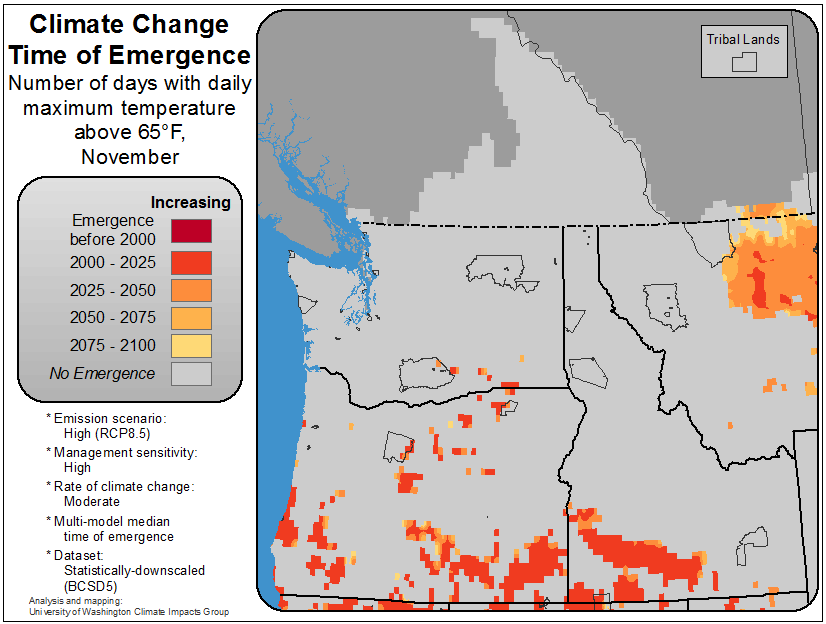 Climate Change
Time of Emergence
Number of days with daily
maximum temperature
above 65°F,
November
Tribal Lands
Increasing
Emergence
before 2000
2000 - 2025
2025 - 2050
2050 - 2075
2075 - 2100
No Emergence
* Emission scenario:
High (RCP8.5)
* Management sensitivity:
High
* Rate of climate change:
Moderate
* Multi-model median
time of emergence
* Dataset:
Statistically-downscaled
(BCSD5)
Analysis and mapping:
University of Washington Climate Impacts Group